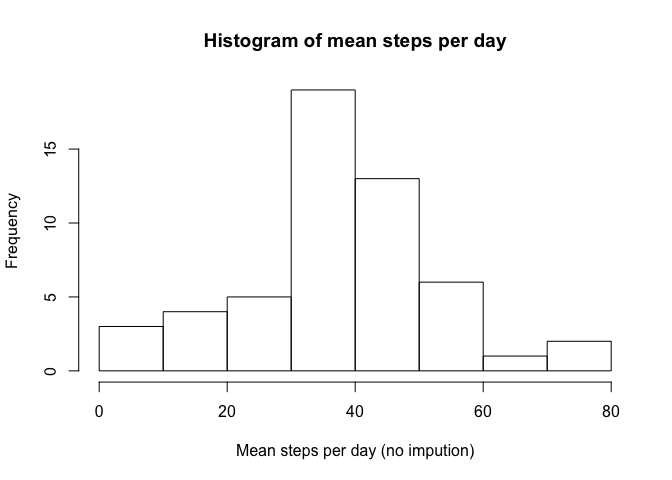 Histogram of mean steps per day
Frequency
15
10
5
0
0 20 40 60 80
Mean steps per day (no impution)